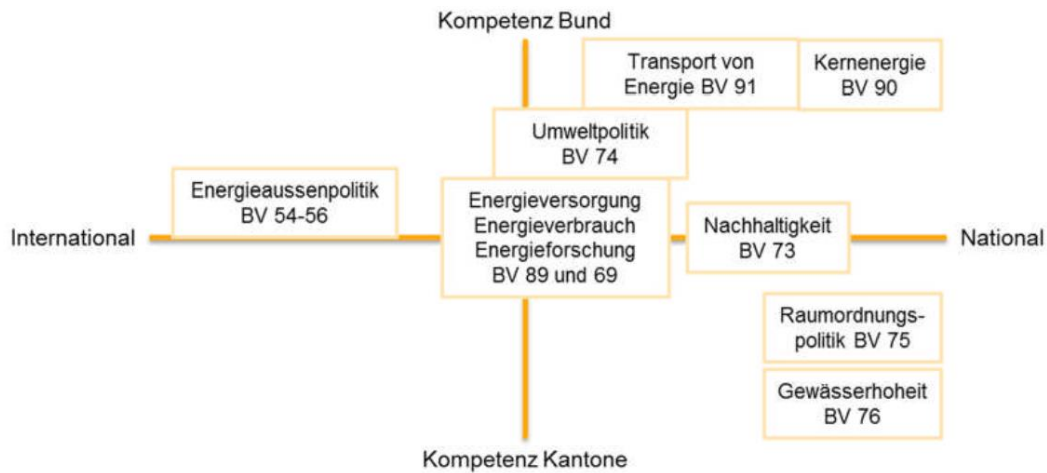 Kompetenz Bund
Transport von
Energie BV 91
Kernenergie
BV 90
Umweltpolitik
BV 74
Energieaussenpolitik
BV 54-56
Energieversorgung
Energieverbrauch
Energieforschung
BV 89 und 69
Nachhaltigkeit
BV 73
International
National
Raumordnungs-
politik BV 75
Gewässerhoheit
BV 76
Kompetenz Kantone